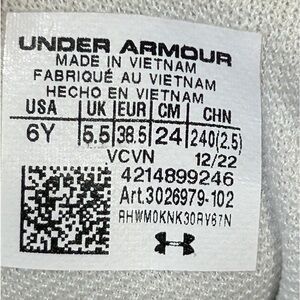 UNDER ARMOUR
MADE IN VIETNAM
FABRIQUÉ AU VIETNAM
HECHO EN VIETNAM
USA UK EUR CM CHN
6Y 5.5 38.5 24 240(2.5)
VCVN 12/22
4214899246
Art.3026979-102
RHWM0KNK30RY67N